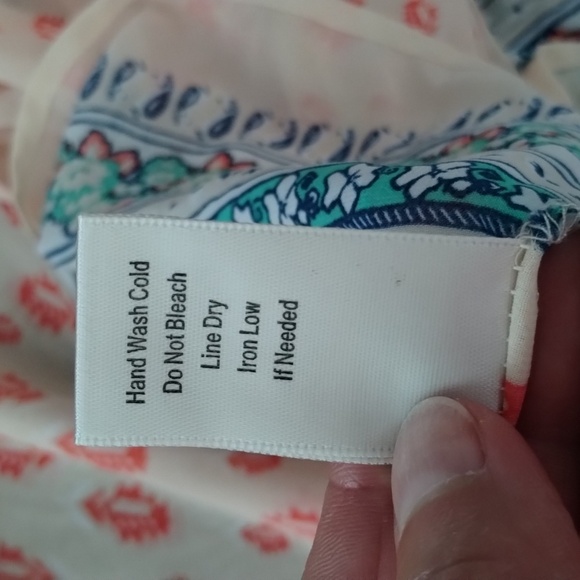 Hand Wash Cold
Do Not Bleach
Line Dry
Iron Low
If Needed